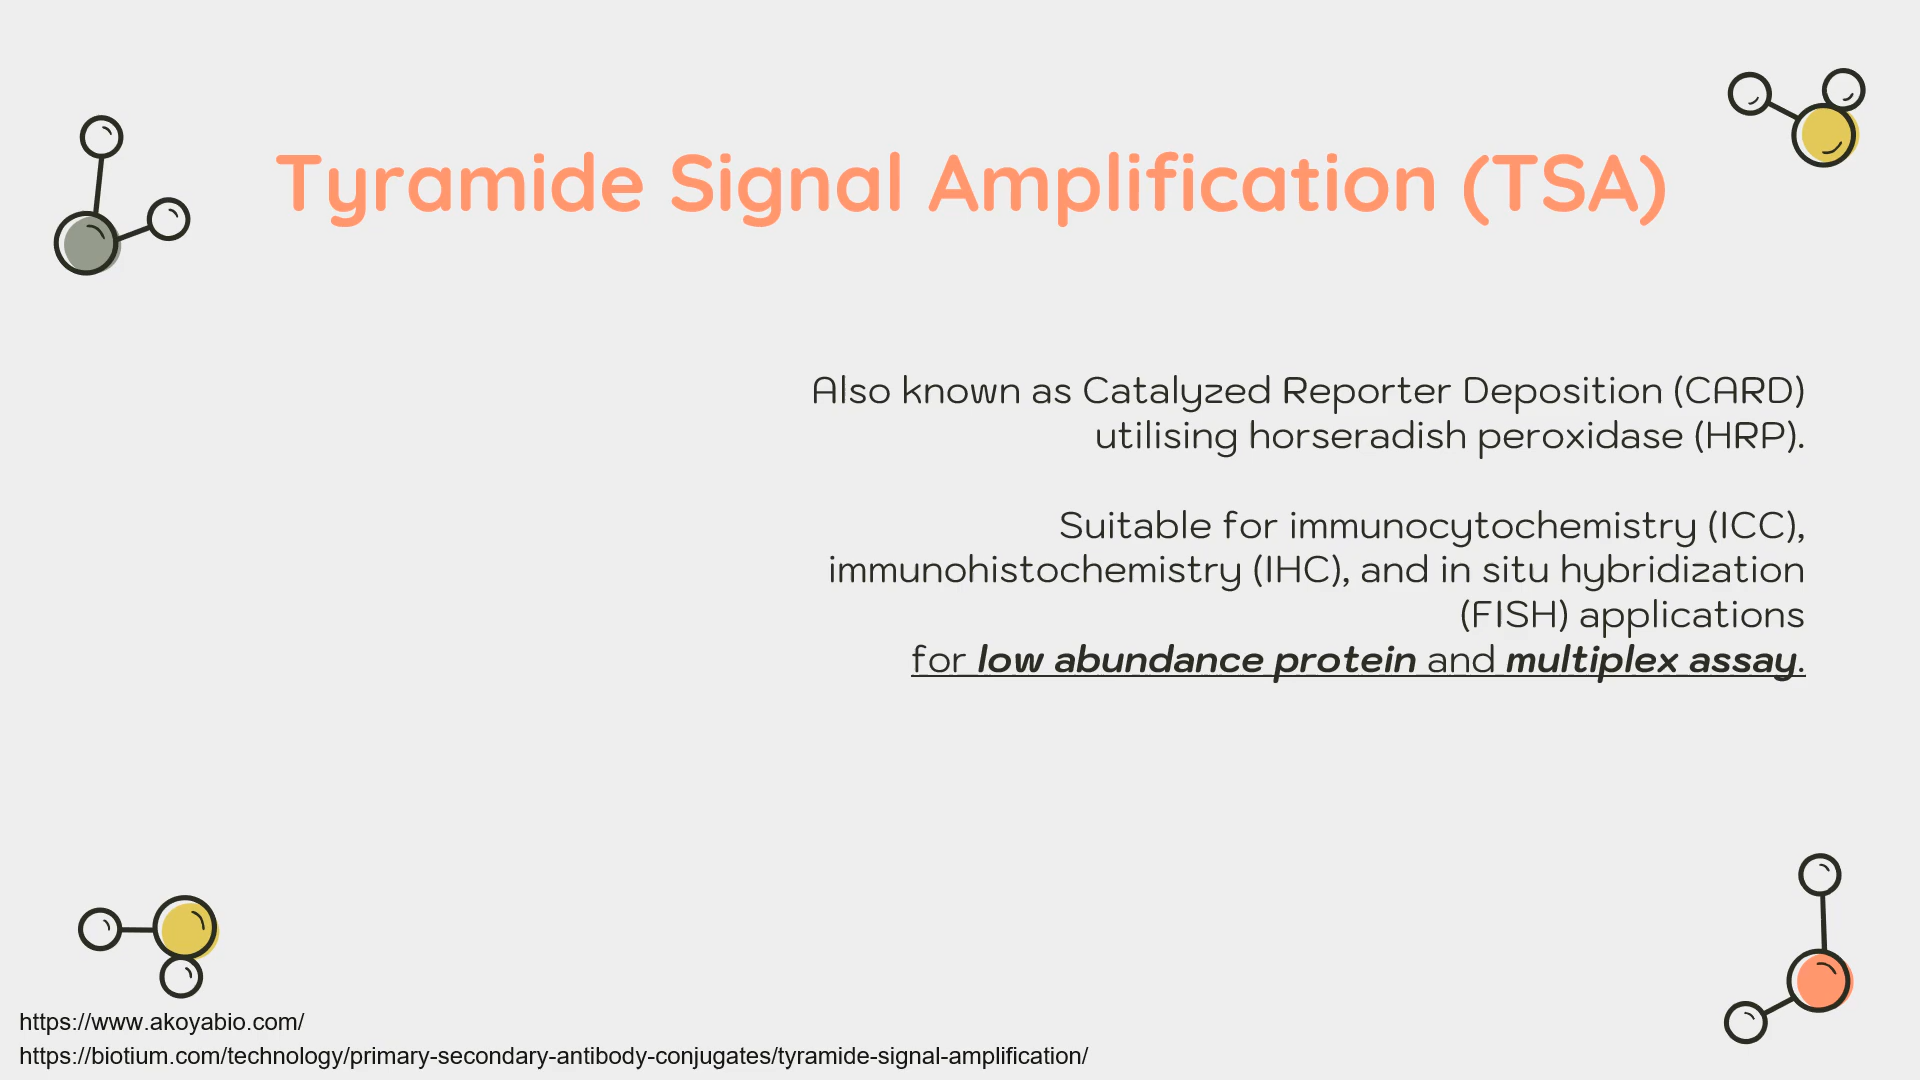 Tyramide Signal Amplification (TSA)
Also known as Catalyzed Reporter Deposition (CARD)
utilising horseradish peroxidase (HRP).
Suitable for immunocytochemistry (ICC),
immunohistochemistry (IHC), and in situ hybridization
(FISH) applications
for low abundance protein and multiplex assay.
https://www.akoyabio.com/
https://biotium.com/technology/primary-secondary-antibody-conjugates/tyramide-signal-amplification/